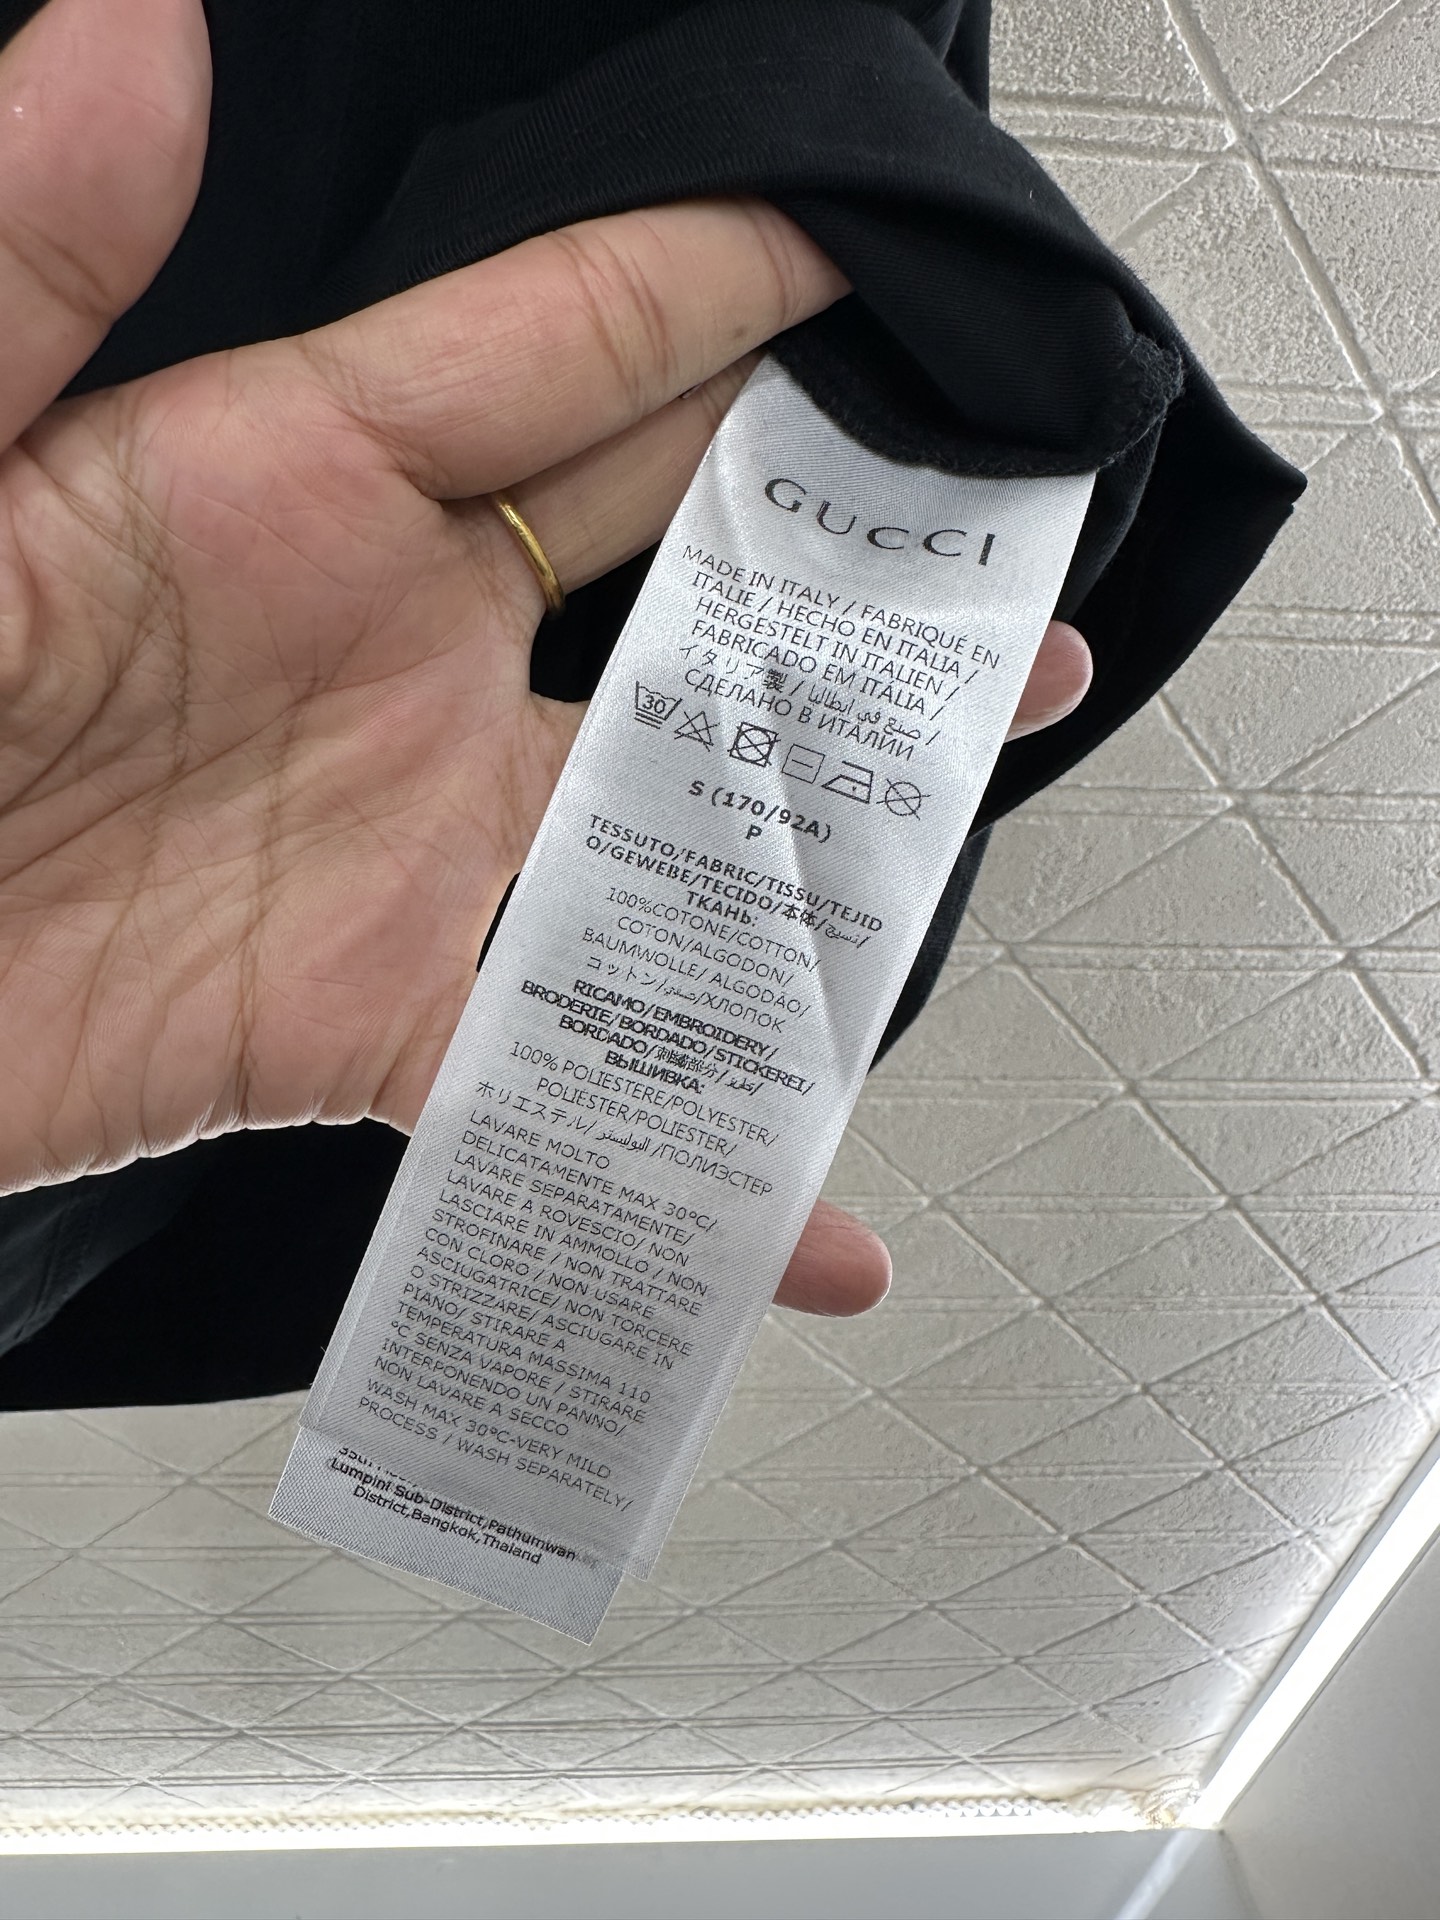 GUCCI
MADE IN ITALY / FABRIQUÉ EN
ITALIE / HECHO EN ITALIA /
HERGESTELT IN ITALIEN /
FABRICADO EM ITÁLIA /
イタリア製 / صنع في ايطاليا /
СДЕЛАНО В ИТАЛИИ
30
S (170/92A)
P
TESSUTO/FABRIC/TISSU/TEJID
O/GEWEBE/TECIDO/本体/نسيج/
ТКАНЬ:
100%COTONE/COTTON/
COTON/ALGODON/
BAUMWOLLE/ ALGODÃO/
コットン/ /ХЛОПОК
RICAMO/EMBROIDERY/
BRODERIE/BORDADO/STICKEREI/
BORDADO/刺繍部分/ /
ВЫШИВКА:
100% POLIESTERE/POLYESTER/
POLIESTER/POLIESTER/
ホリエステル/ البوليستر/ПОЛИЭСТЕР
LAVARE MOLTO
DELICATAMENTE MAX 30°C/
LAVARE SEPARATAMENTE/
LAVARE A ROVESCIO/ NON
LASCIARE IN AMMOLLO / NON
STROFINARE / NON TRATTARE
CON CLORO / NON USARE
ASCIUGATRICE/ NON TORCERE
O STRIZZARE/ ASCIUGARE IN
PIANO/ STIRARE A
TEMPERATURA MASSIMA 110
°C SENZA VAPORE / STIRARE
INTERPONENDO UN PANNO/
NON LAVARE A SECCO
WASH MAX 30°C-VERY MILD
PROCESS / WASH SEPARATELY/
Lumpini Sub-District,Pathumwan
District,Bangkok,Thaland